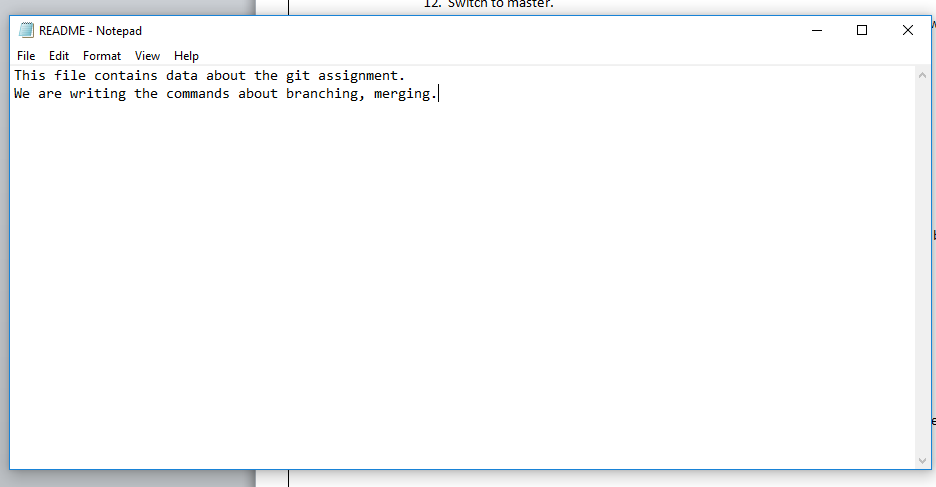 12. Switch to master.
README - Notepad
File Edit Format View Help
This file contains data about the git assignment.
We are writing the commands about branching, merging.